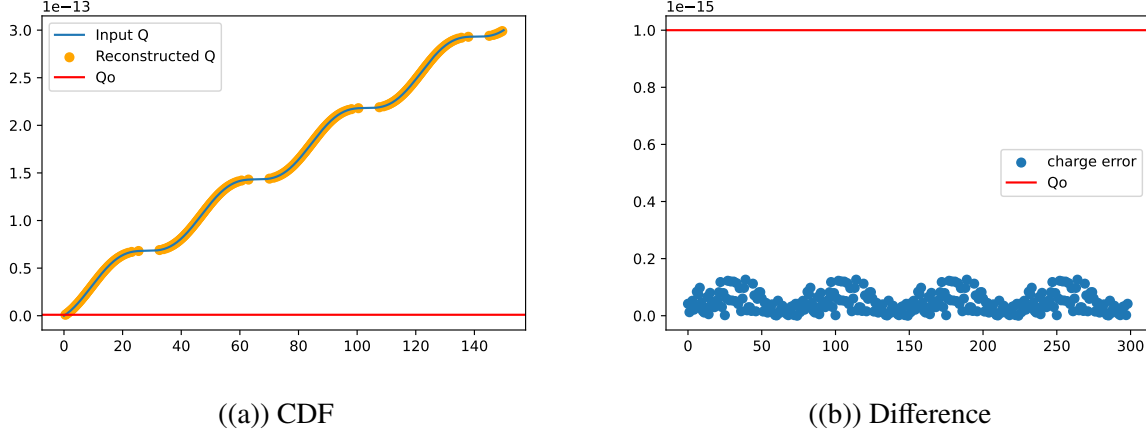 1e−13
3.0
2.5
2.0
1.5
1.0
0.5
0.0
0 20 40 60 80 100 120 140
Input Q
Reconstructed Q
Qo
((a)) CDF
1e−15
1.0
0.8
0.6
0.4
0.2
0.0
0 50 100 150 200 250 300
charge error
Qo
((b)) Difference